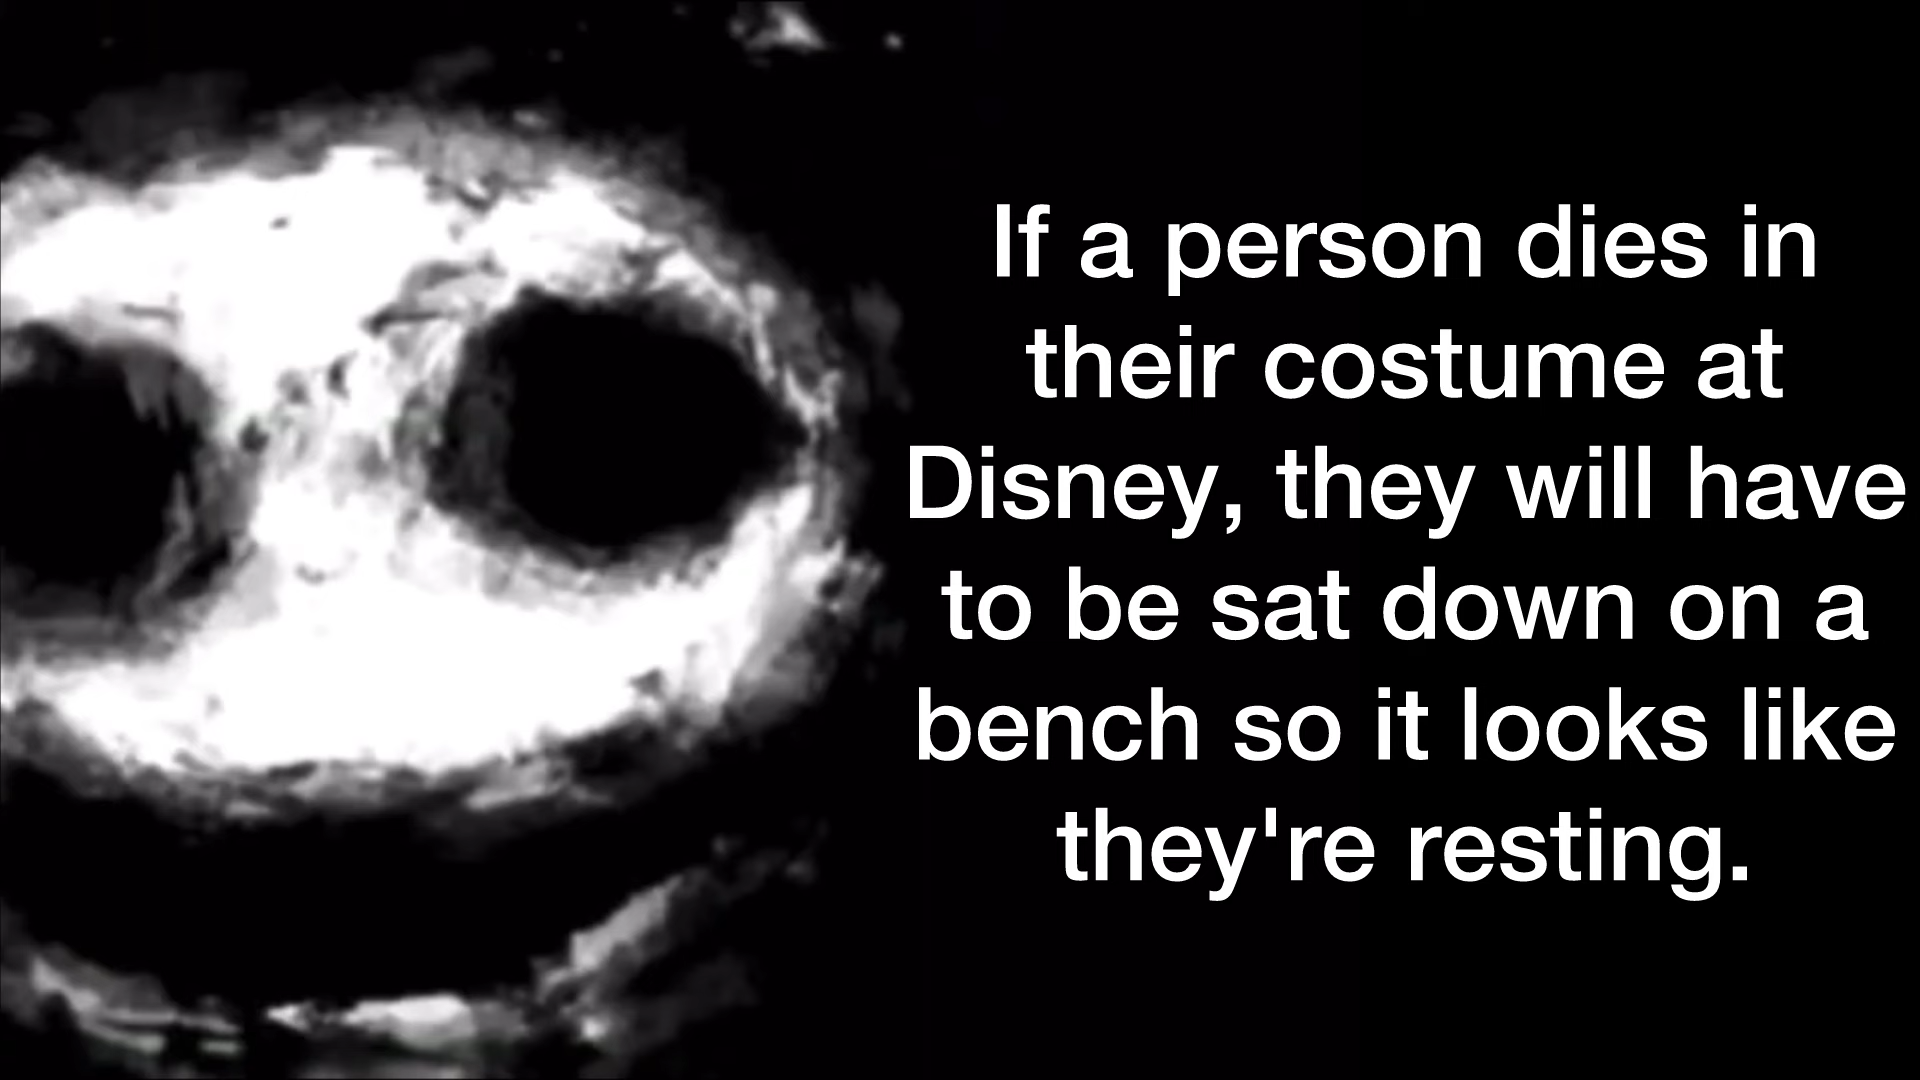 If a person dies in
their costume at
Disney, they will have
to be sat down on a
bench so it looks like
they're resting.